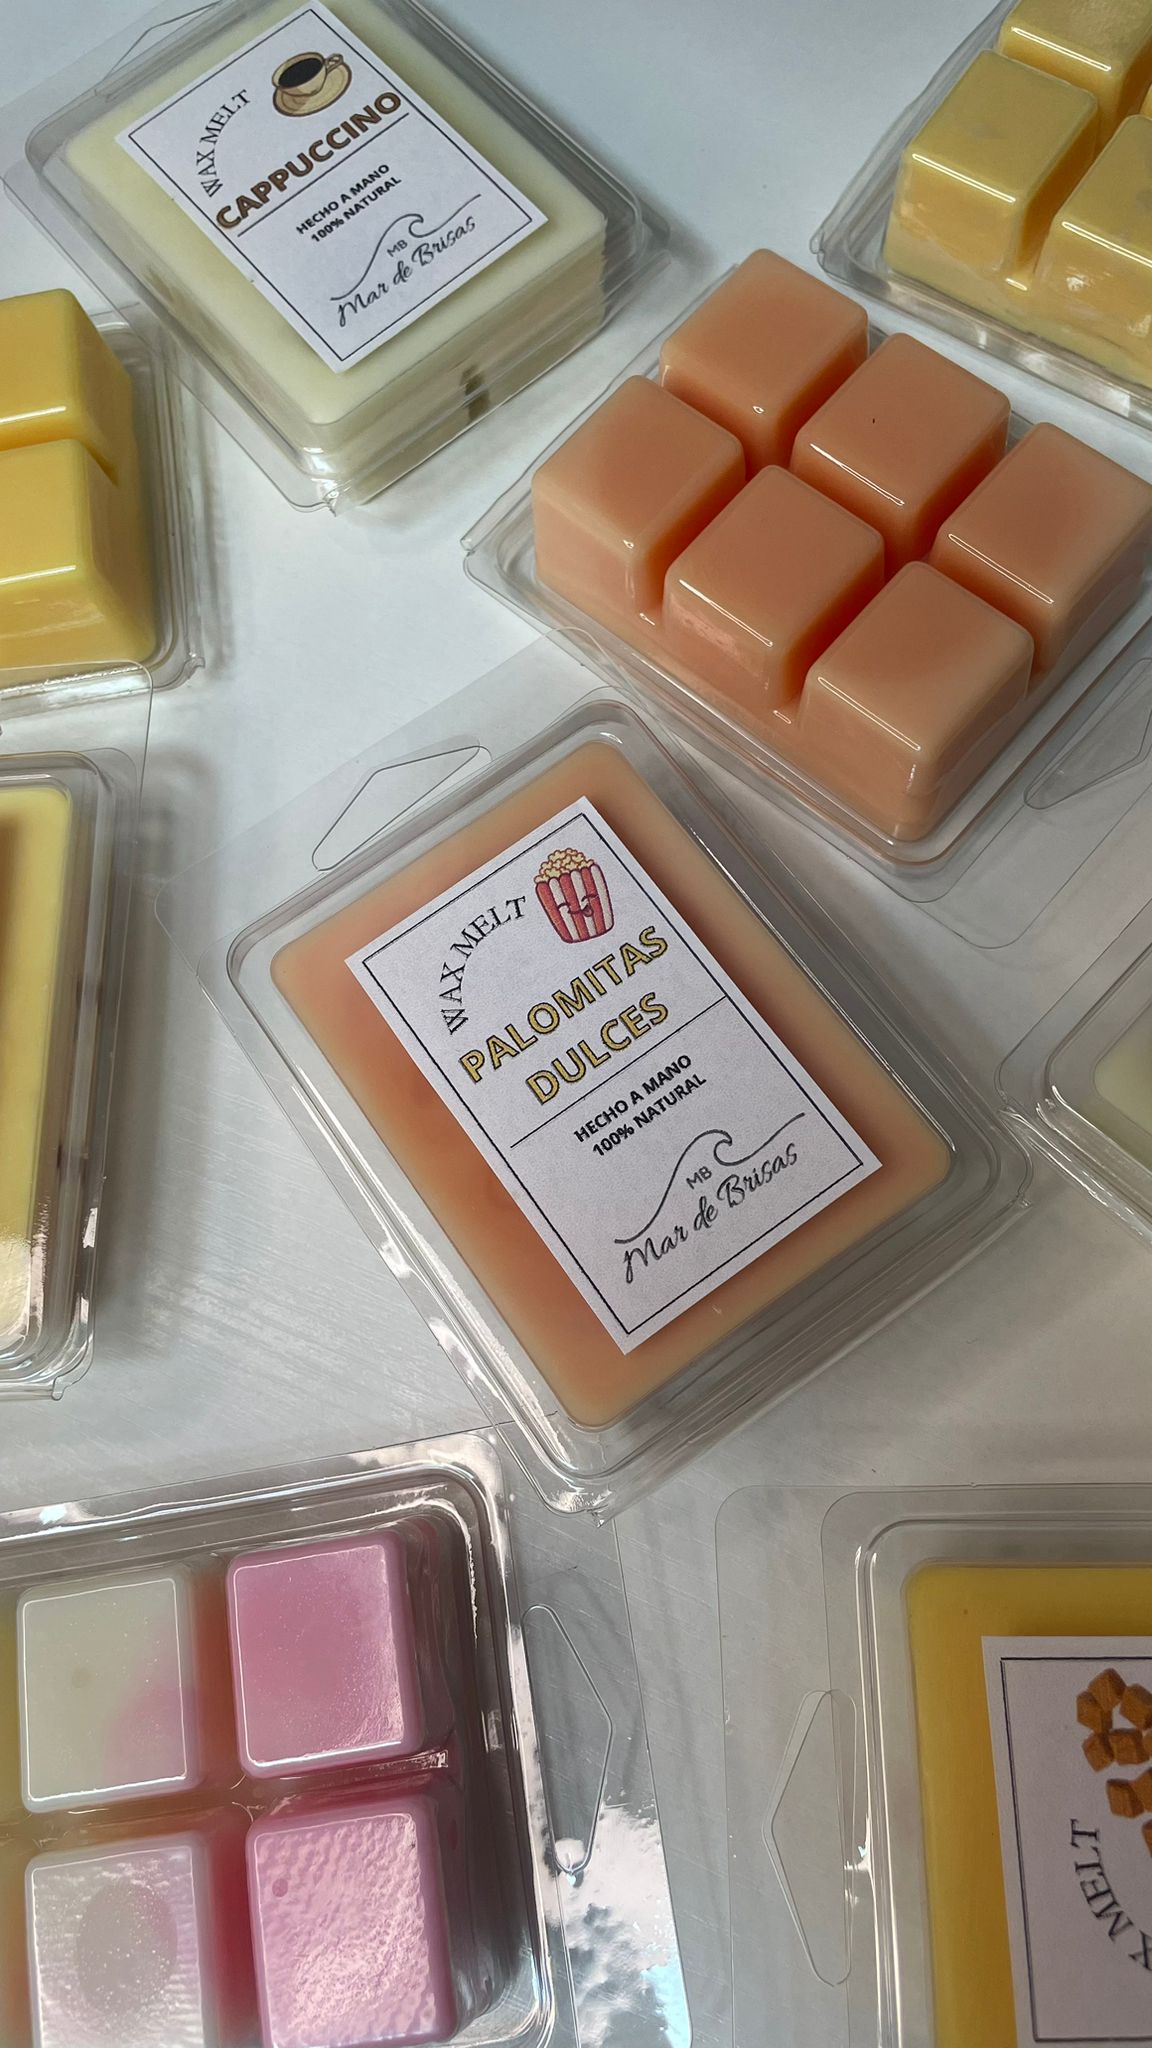 WAX MELT
CAPPUCCINO
HECHO A MANO
100% NATURAL
MB
Mar de Brisas
WAX MELT
PALOMITAS
DULCES
HECHO A MANO
100% NATURAL
MB
Mar de Brisas
MELT